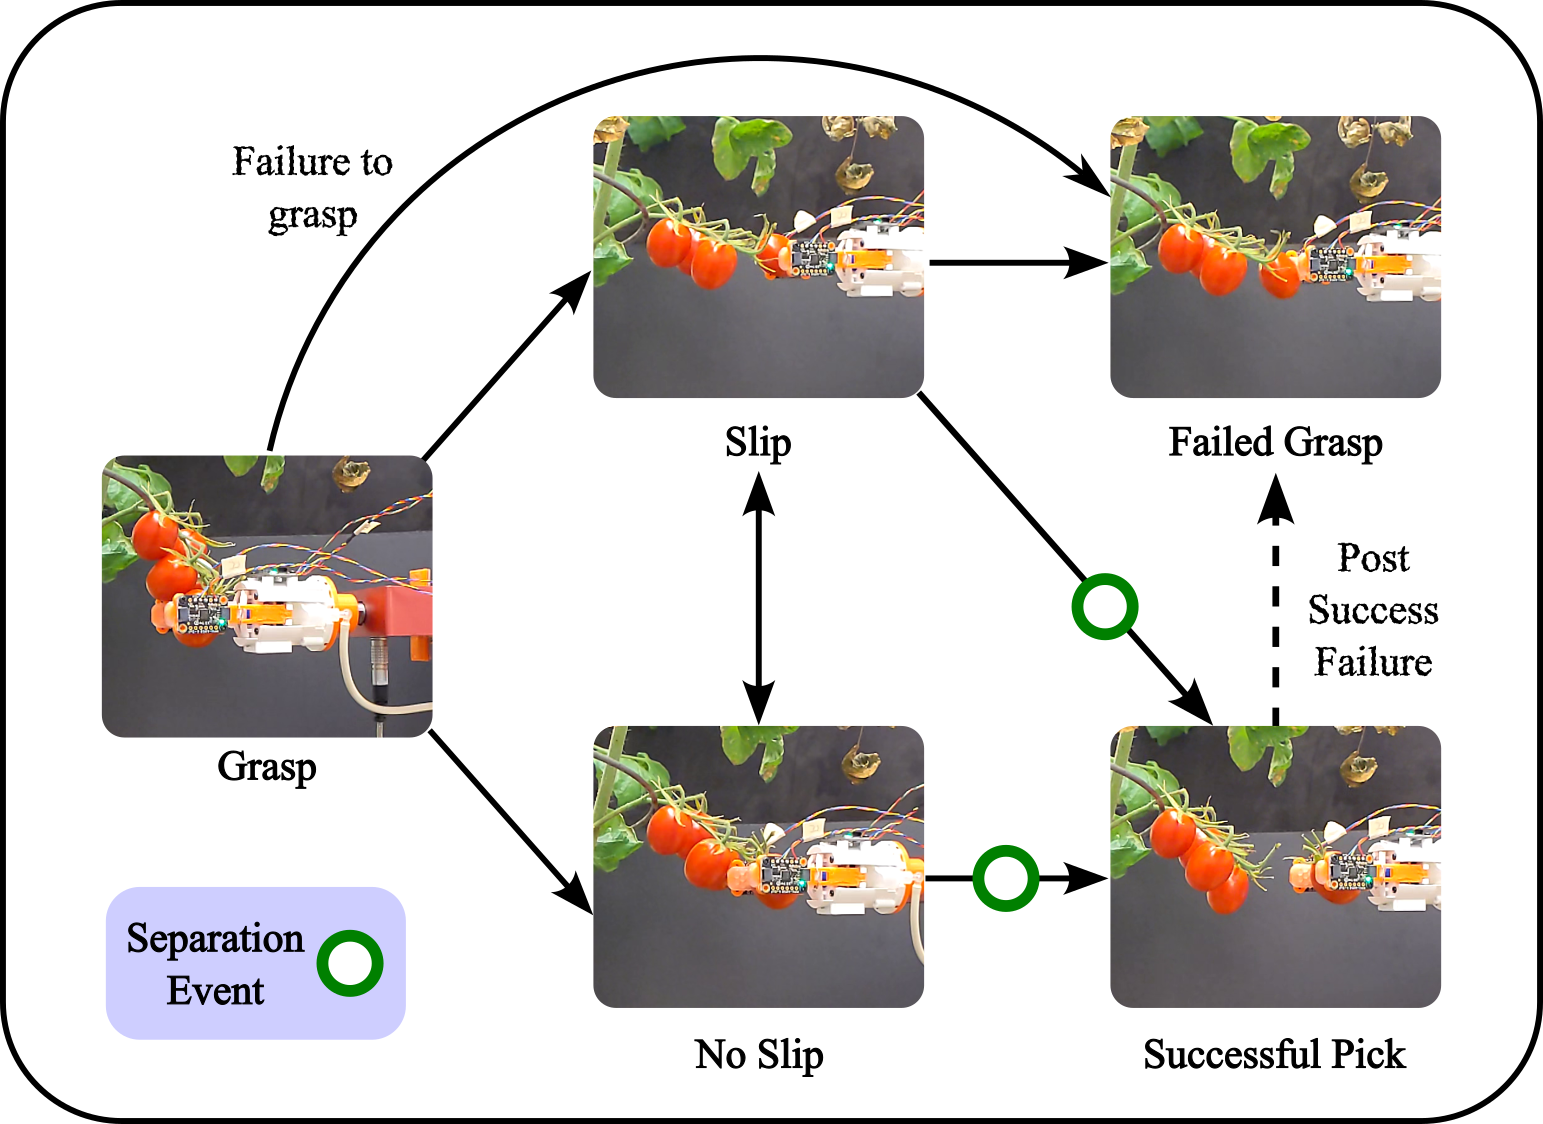 Failure to
grasp
Slip
Failed Grasp
Grasp
Post
Success
Failure
Separation
Event
No Slip
Successful Pick